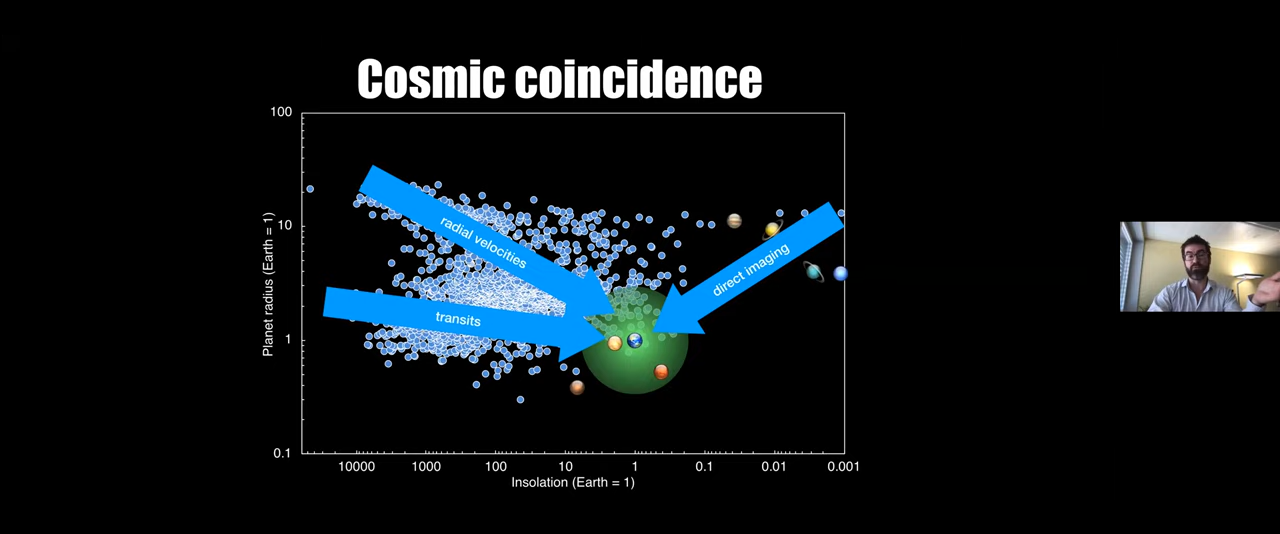 Cosmic coincidence
100
10
1
0.1
Planet radius (Earth = 1)
radial velocities
transits
direct imaging
10000 1000 100 10 1 0.1 0.01 0.001
Insolation (Earth = 1)